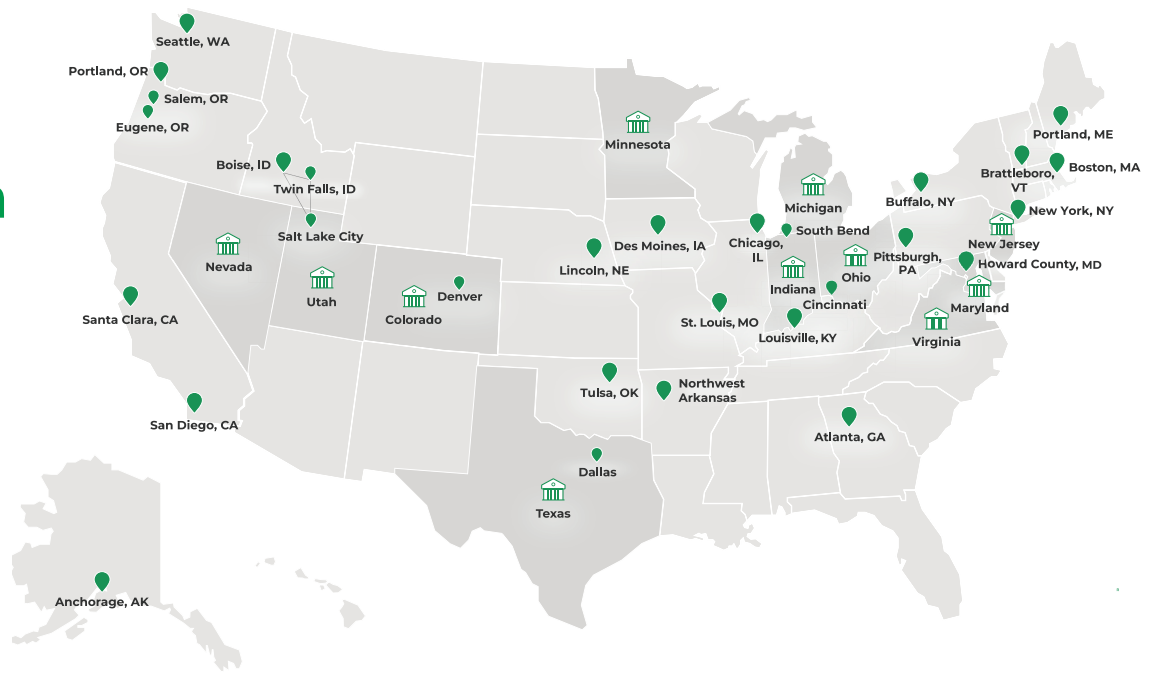 Seattle, WA
Portland, OR
Salem, OR
Eugene, OR
Boise, ID
Twin Falls, ID
Salt Lake City
Nevada
Utah
Colorado
Denver
Santa Clara, CA
San Diego, CA
Anchorage, AK
Minnesota
Des Moines, IA
Lincoln, NE
St. Louis, MO
Tulsa, OK
Northwest
Arkansas
Dallas
Texas
Michigan
Chicago,
IL
South Bend
Indiana
Ohio
Cincinnati
Louisville, KY
Atlanta, GA
Portland, ME
Brattleboro,
VT
Boston, MA
Buffalo, NY
New York, NY
New Jersey
Pittsburgh,
PA
Howard County, MD
Maryland
Virginia